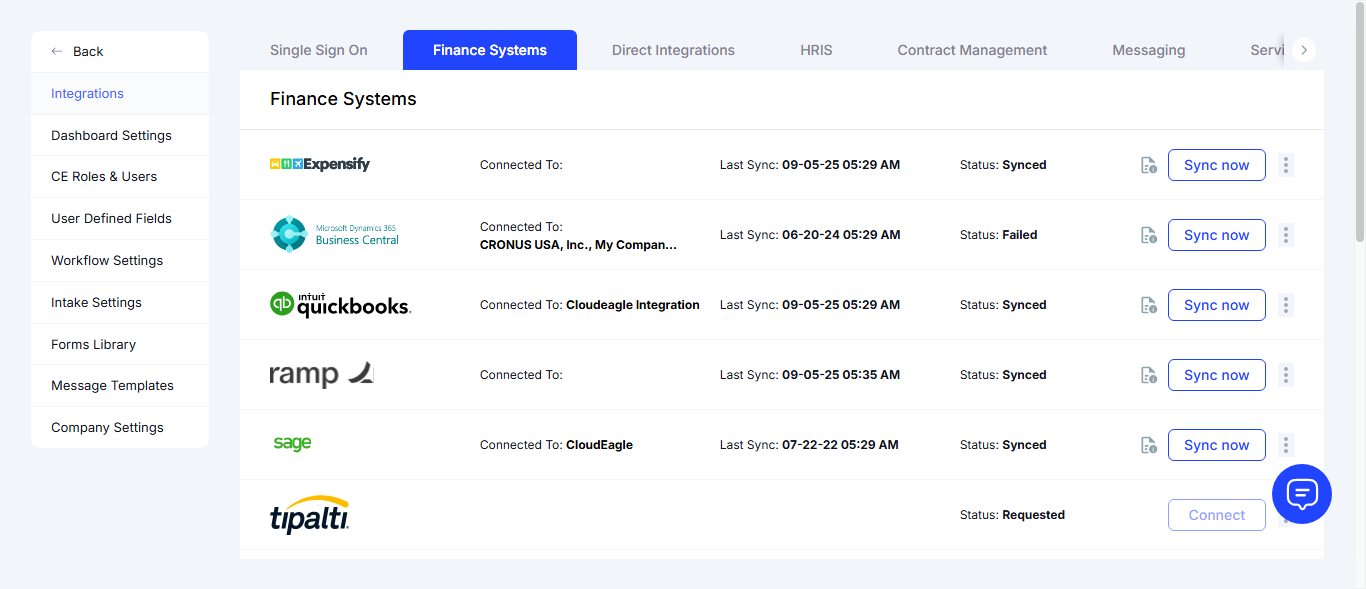 Back
Integrations
Dashboard Settings
CE Roles & Users
User Defined Fields
Workflow Settings
Intake Settings
Forms Library
Message Templates
Company Settings
Single Sign On Finance Systems Direct Integrations HRIS Contract Management Messaging Servi
Finance Systems
Expensify Connected To: Last Sync: 09-05-25 05:29 AM Status: Synced Sync now
Microsoft Dynamics 365
Business Central
Connected To:
CRONUS USA, Inc., My Compan...
Last Sync: 06-20-24 05:29 AM Status: Failed Sync now
qb intuit
quickbooks. Connected To: Cloudeagle Integration Last Sync: 09-05-25 05:29 AM Status: Synced Sync now
ramp Connected To: Last Sync: 09-05-25 05:35 AM Status: Synced Sync now
sage Connected To: CloudEagle Last Sync: 07-22-22 05:29 AM Status: Synced Sync now
tipalti. Status: Requested Connect